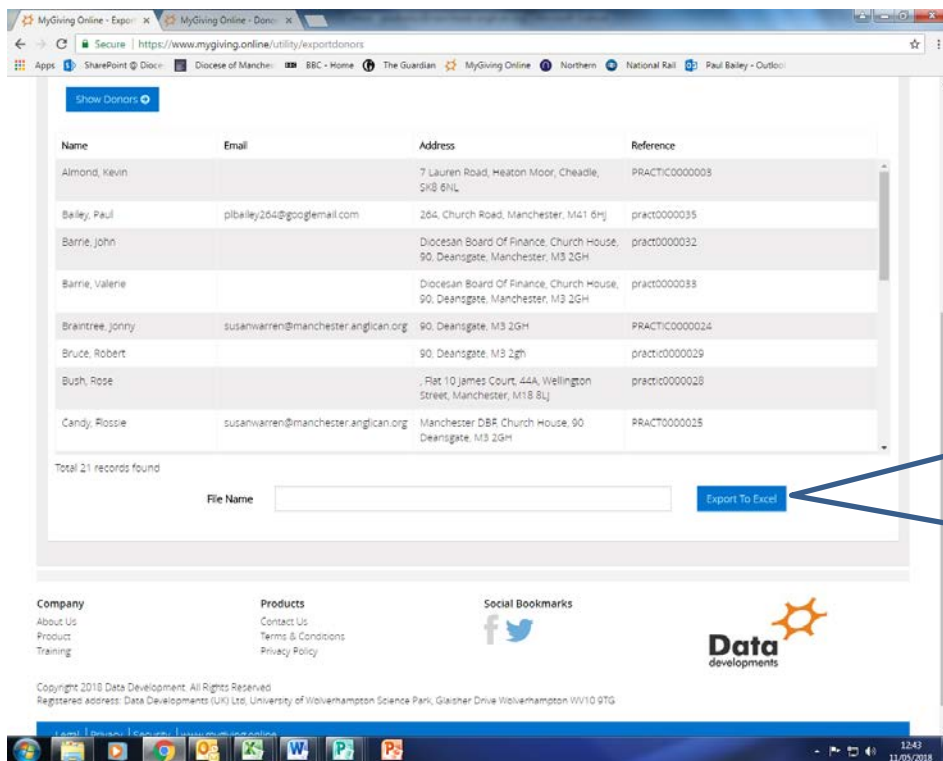 MyGiving Online - Expor
MyGiving Online - Dono
Secure | https://www.mygiving.online/utility/exportdonors
Apps SharePoint @ Dioce Diocese of Manche BBC - Home The Guardian MyGiving Online Northern National Rail Paul Bailey - Outloo
Show Donors
Name Email Address Reference
Almond, Kevin 7 Lauren Road, Heaton Moor, Cheadle, PRACTIC0000003
SK8 6NL
Bailey, Paul plbailey264@googlemail.com 264, Church Road, Manchester, M41 6HJ pract0000035
Barrie, John Diocesan Board Of Finance, Church House, pract0000032
90, Deansgate, Manchester, M3 2GH
Barrie, Valerie Diocesan Board Of Finance, Church House, pract0000033
90, Deansgate, Manchester, M3 2GH
Braintree, Jonny susanwarren@manchester.anglican.org 90, Deansgate, M3 2GH PRACTIC0000024
Bruce, Robert 90, Deansgate, M3 2gh practic0000029
Bush, Rose , Flat 10 James Court, 44A, Wellington practic0000028
Street, Manchester, M18 8LJ
Candy, Flossie susanwarren@manchester.anglican.org Manchester DBF, Church House, 90 PRACT0000025
Deansgate, M3 2GH
Total 21 records found
File Name Export To Excel
Company Products Social Bookmarks
About Us Contact Us
Product Terms & Conditions
Training Privacy Policy
Data
developments
Copyright 2018 Data Development. All Rights Reserved
Registered address: Data Developments (UK) Ltd, University of Wolverhampton Science Park, Glaisher Drive Wolverhampton WV10 9TG
Legal | Privacy | Security | www.mygiving.online
12:43
11/05/2018